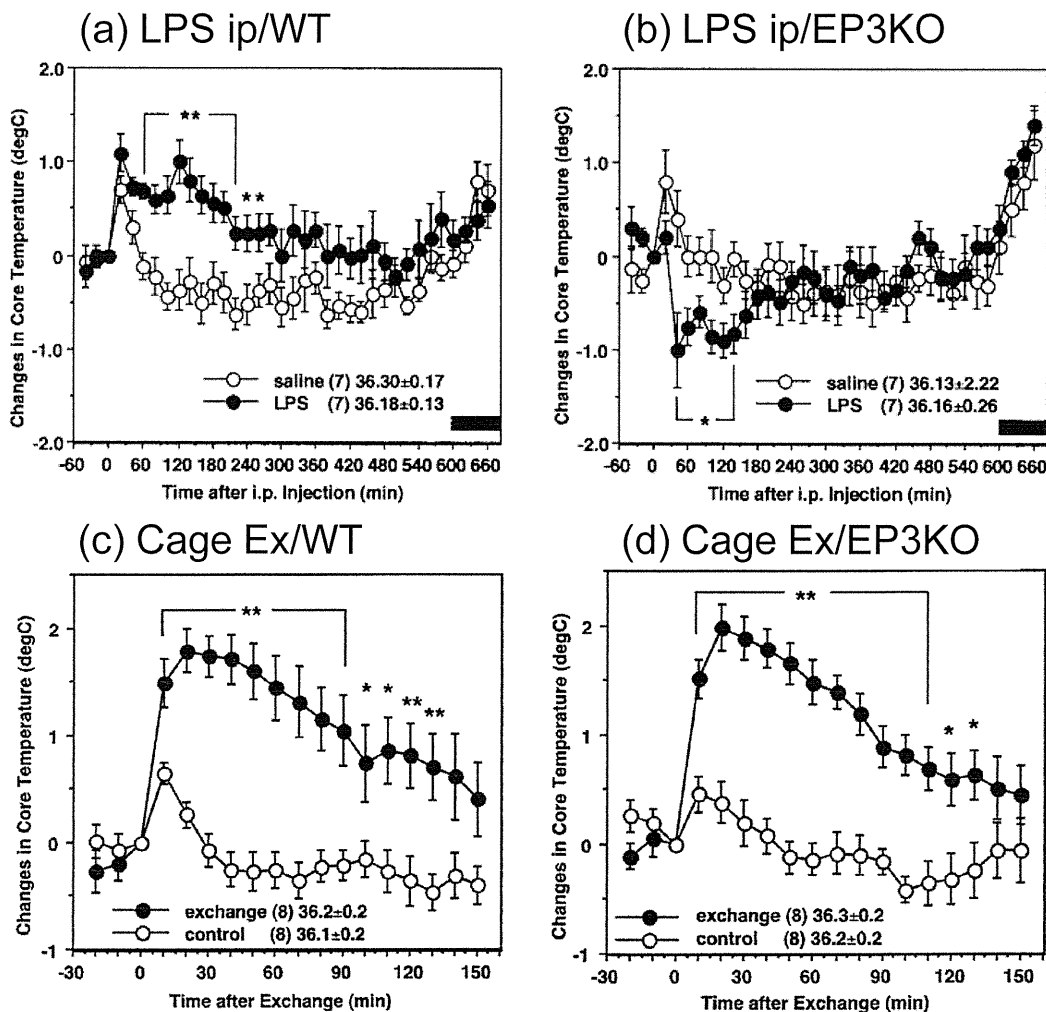 (a) LPS ip/WT
Changes in Core Temperature (degC)
2.0
1.0
0
-1.0
-2.0
**
**
saline (7) 36.30±0.17
LPS (7) 36.18±0.13
-60 0 60 120 180 240 300 360 420 480 540 600 660
Time after i.p. Injection (min)
(b) LPS ip/EP3KO
Changes in Core Temperature (degC)
2.0
1.0
0
-1.0
-2.0
*
saline (7) 36.13±2.22
LPS (7) 36.16±0.26
-60 0 60 120 180 240 300 360 420 480 540 600 660
Time after i.p. Injection (min)
(c) Cage Ex/WT
Changes in Core Temperature (degC)
2
1
0
-1
**
* * ** **
exchange (8) 36.2±0.2
control (8) 36.1±0.2
-30 0 30 60 90 120 150
Time after Exchange (min)
(d) Cage Ex/EP3KO
Changes in Core Temperature (degC)
2
1
0
-1
**
* *
exchange (8) 36.3±0.2
control (8) 36.2±0.2
-30 0 30 60 90 120 150
Time after Exchange (min)